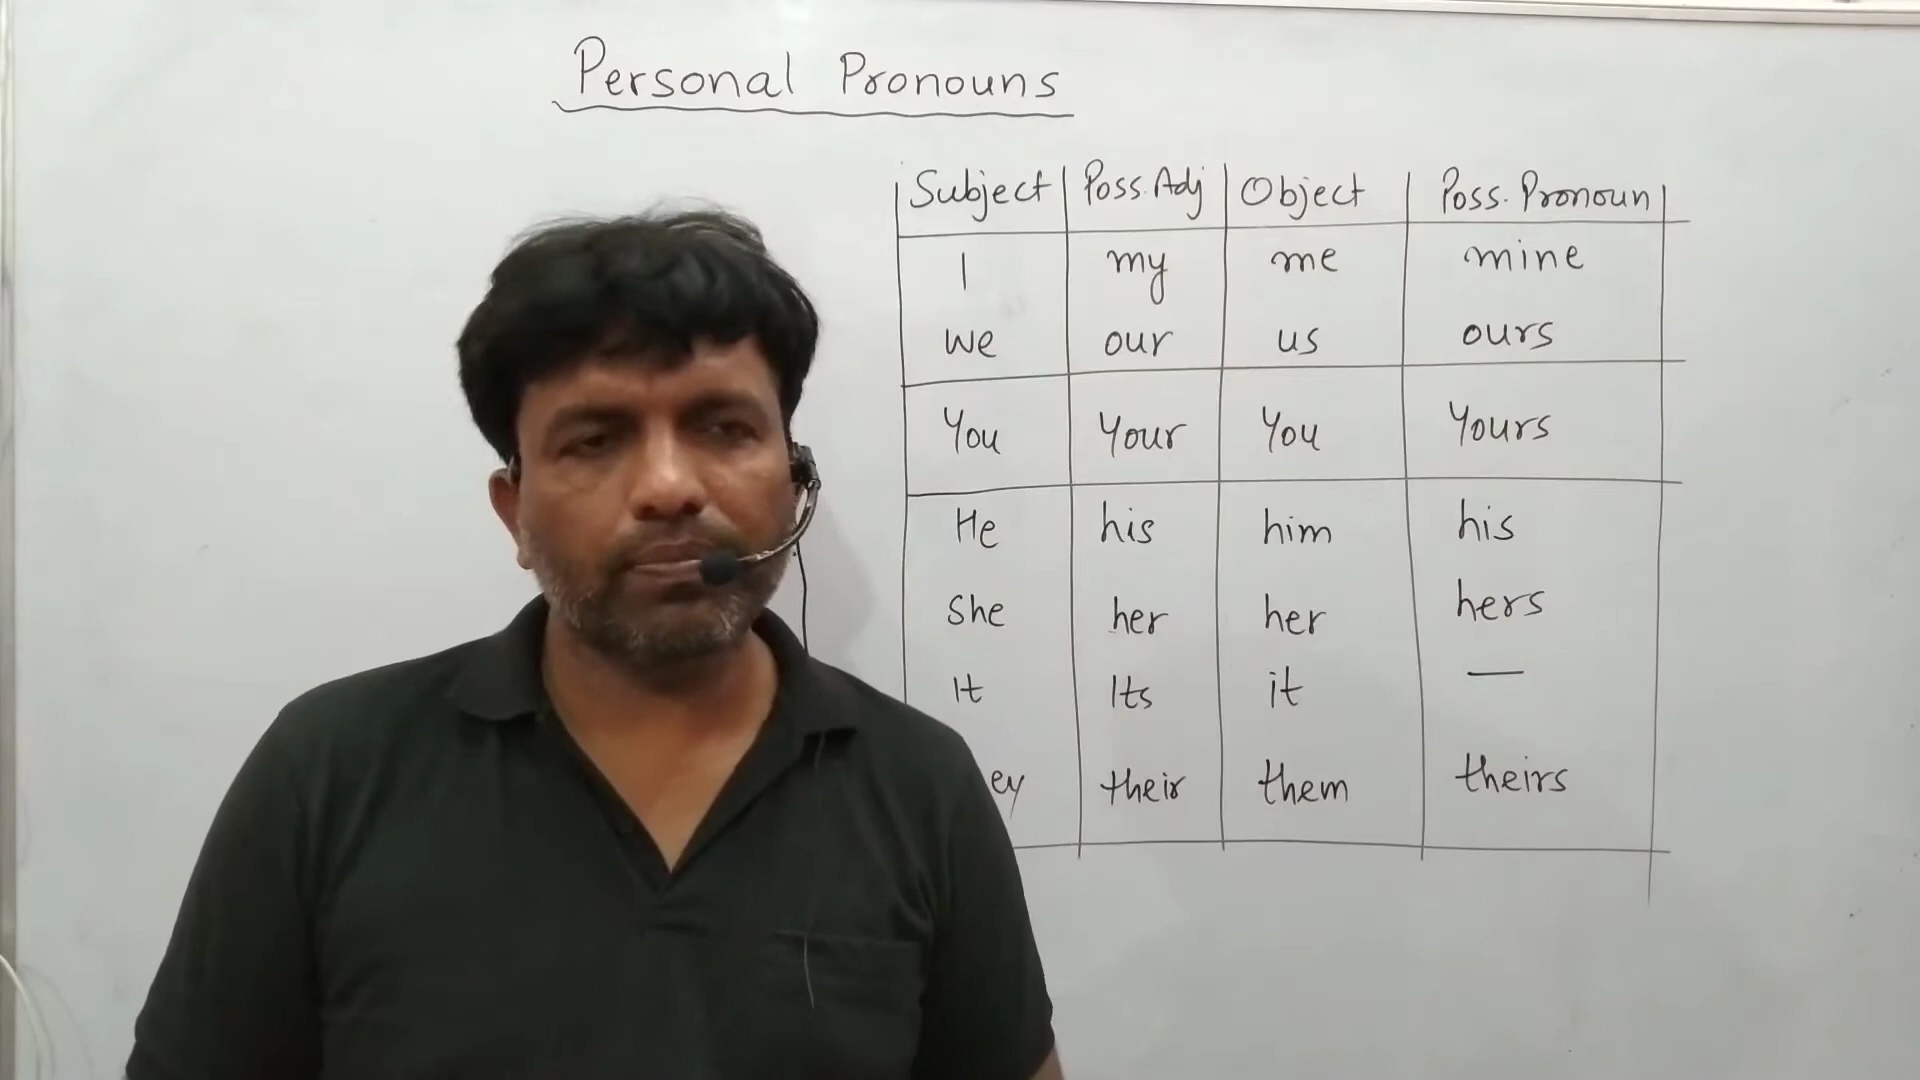 Personal Pronouns
Subject Poss. Adj Object Poss. Pronoun
I my me mine
we our us ours
You Your You Yours
He his him his
She her her hers
It Its it —
ey their them theirs